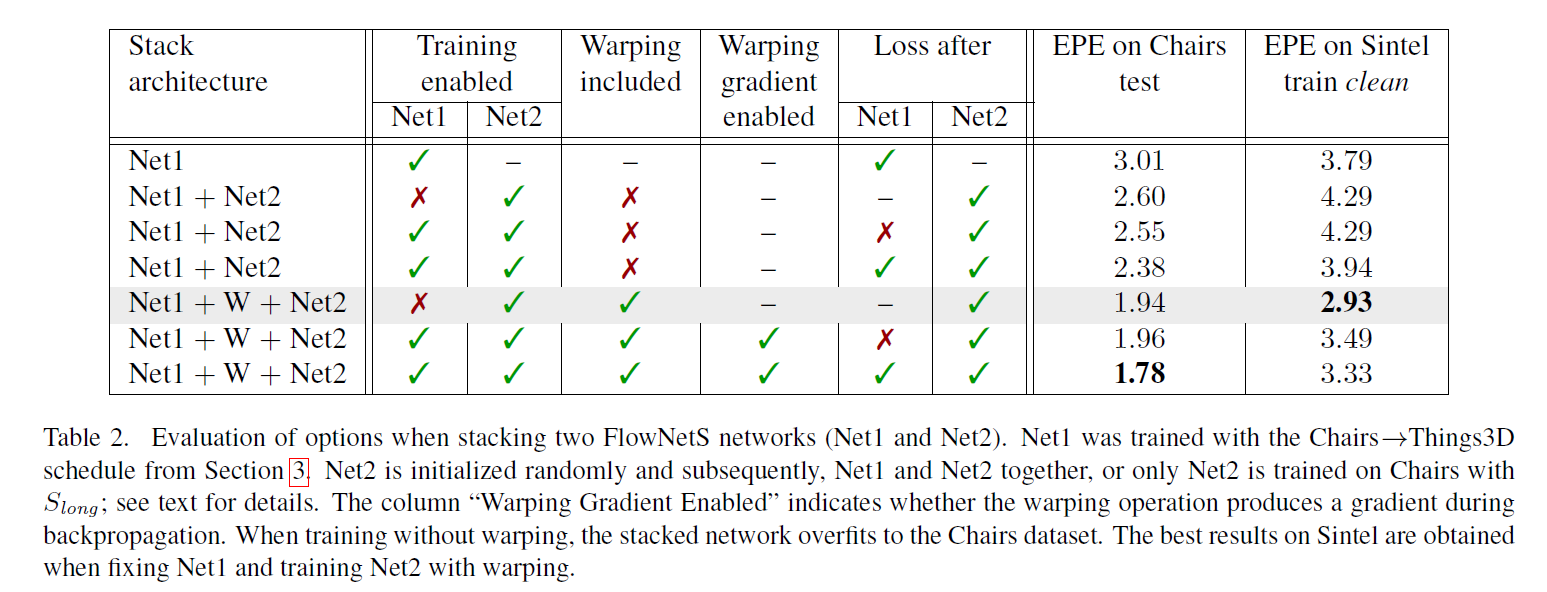 Stack architecture | Training enabled | Warping included | Warping gradient enabled | Loss after | EPE on Chairs test | EPE on Sintel train clean
Net1 | Net2 | Net1 | Net2
Net1 ✓ – – – ✓ – 3.01 3.79
Net1 + Net2 ✗ ✓ ✗ – – ✓ 2.60 4.29
Net1 + Net2 ✓ ✓ ✗ – ✗ ✓ 2.55 4.29
Net1 + Net2 ✓ ✓ ✗ – ✓ ✓ 2.38 3.94
Net1 + W + Net2 ✗ ✓ ✓ – – ✓ 1.94 2.93
Net1 + W + Net2 ✓ ✓ ✓ ✓ ✗ ✓ 1.96 3.49
Net1 + W + Net2 ✓ ✓ ✓ ✓ ✓ ✓ 1.78 3.33
Table 2. Evaluation of options when stacking two FlowNetS networks (Net1 and Net2). Net1 was trained with the Chairs→Things3D
schedule from Section 3. Net2 is initialized randomly and subsequently, Net1 and Net2 together, or only Net2 is trained on Chairs with
Slong; see text for details. The column “Warping Gradient Enabled” indicates whether the warping operation produces a gradient during
backpropagation. When training without warping, the stacked network overfits to the Chairs dataset. The best results on Sintel are obtained
when fixing Net1 and training Net2 with warping.